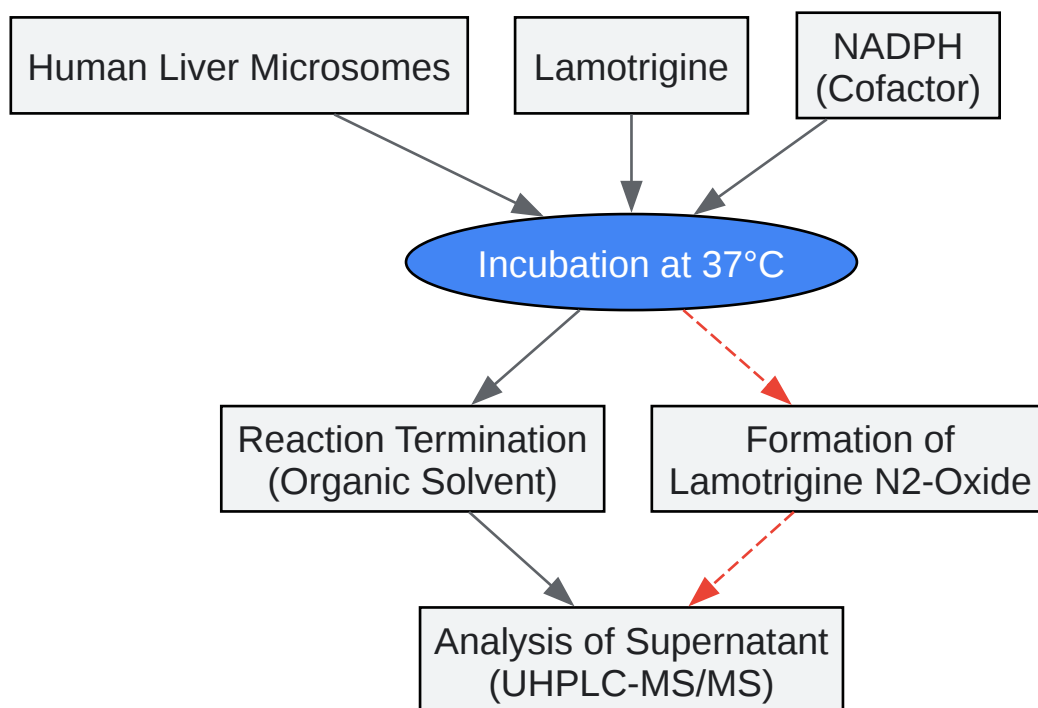 Human Liver Microsomes
Lamotrigine
NADPH
(Cofactor)
Incubation at 37°C
Reaction Termination
(Organic Solvent)
Formation of
Lamotrigine N2-Oxide
Analysis of Supernatant
(UHPLC-MS/MS)